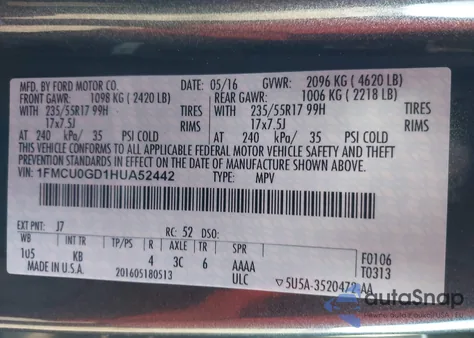 MFD. BY FORD MOTOR CO. DATE: 05/16 GVWR: 2096 KG (4620 LB)
FRONT GAWR: 1098 KG (2420 LB) REAR GAWR: 1006 KG (2218 LB)
WITH 235/55R17 99H TIRES WITH 235/55R17 99H TIRES
17x7.5J RIMS 17x7.5J RIMS
AT 240 kPa/ 35 PSI COLD AT 240 kPa/ 35 PSI COLD
THIS VEHICLE CONFORMS TO ALL APPLICABLE FEDERAL MOTOR VEHICLE SAFETY AND THEFT PREVENTION
STANDARDS IN EFFECT ON THE DATE OF MANUFACTURE SHOWN ABOVE.
VIN: 1FMCU0GD1HUA52442 TYPE: MPV
EXT PNT: J7 RC: 52 DSO:
WB INT TR TP/PS R AXLE TR SPR
105 KB 4 3C 6 AAAA
MADE IN U.S.A. 201605180513 ULC
F0106
T0313
5U5A-3520472-AA
autoSnap